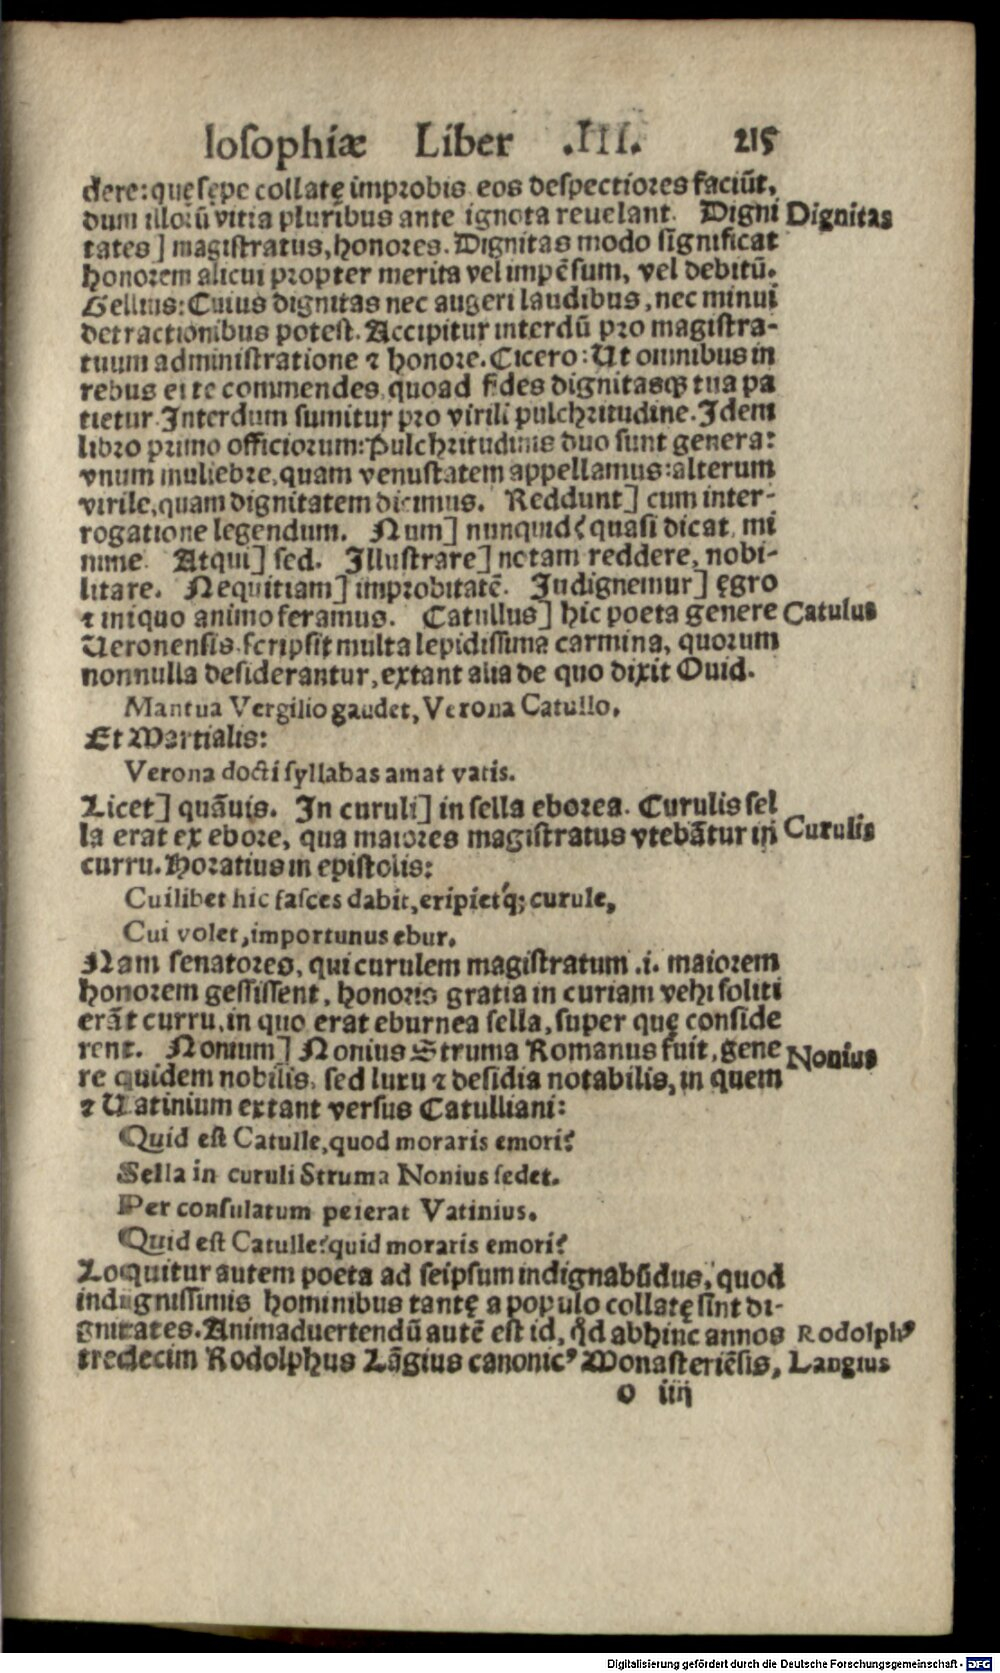 losophiæ Liber .III. 215
dere: quę sępe collatę improbis eos despectiores faciūt,
dum illorū vitia pluribus ante ignota reuelant. Digni Dignitas
tates] magistratus, honores. Dignitas modo significat
honorem alicui propter merita vel impēsum, vel debitū.
Gellius: Cuius dignitas nec augeri laudibus, nec minui
detractionibus potest. Accipitur interdū pro magistra-
tuum administratione ⁊ honore. Cicero: Ut omnibus in
rebus ei te commendes, quoad fides dignitasqꝫ tua pa
tietur. Interdum sumitur pro virili pulchritudine. Idem
libro primo officiorum: Pulchritudinis duo sunt genera:
vnum muliebre, quam venustatem appellamus: alterum
virile, quam dignitatem dicimus. Reddunt] cum inter-
rogatione legendum. Num] nunquid? quasi dicat, mi
nime. Atqui] sed. Illustrare] notam reddere, nobi-
litare. Nequitiam] improbitatē. Indignemur] ęgro
⁊ iniquo animo feramus. Catullus] hic poeta genere Catulus
Ueronensis scripsit multa lepidissima carmina, quorum
nonnulla desiderantur, extant alia de quo dixit Ouid.
Mantua Vergilio gaudet, Verona Catullo.
Et Martialis:
Verona docti syllabas amat vatis.
Licet] quāuis. In curuli] in sella eborea. Curulis sel
la erat ex ebore, qua maiores magistratus vtebātur in Curulis
curru. Horatius in epistolis:
Cuilibet hic fasces dabit, eripietq́; curule,
Cui volet, importunus ebur.
Nam senatores, qui curulem magistratum .i. maiorem
honorem gessissent, honoris gratia in curiam vehi soliti
erāt curru, in quo erat eburnea sella, super quę conside
rent. Nonium] Nonius Struma Romanus fuit, gene Nonius
re quidem nobilis, sed luxu ⁊ desidia notabilis, in quem
⁊ Uatinium extant versus Catulliani:
Quid est Catulle, quod moraris emori?
Sella in curuli Struma Nonius sedet.
Per consulatum peierat Vatinius.
Quid est Catulle? quid moraris emori?
Loquitur autem poeta ad seipsum indignabūdus, quod
indignissimis hominibus tantę a populo collatę sint di-
gnitates. Animaduertendū autē est id, qd abhinc annos Rodolphꝰ
tredecim Rodolphus Lāgius canonicꝰ Monasteriēsis, Langius
o iiij
Digitalisierung gefördert durch die Deutsche Forschungsgemeinschaft - DFG